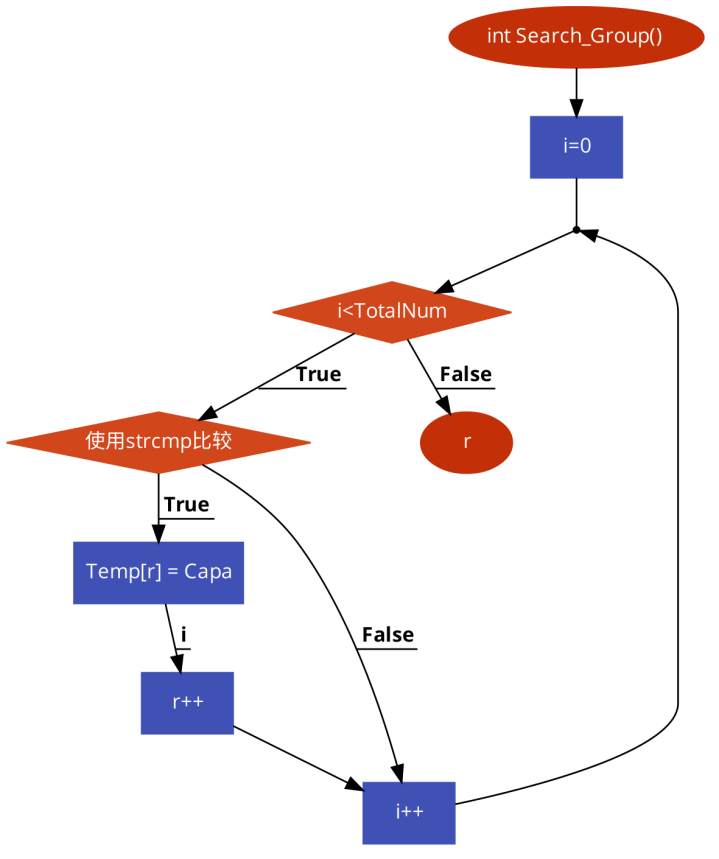 int Search_Group()
i=0
i<TotalNum
True
False
使用strcmp比较
r
True
Temp[r] = Capa
i
False
r++
i++